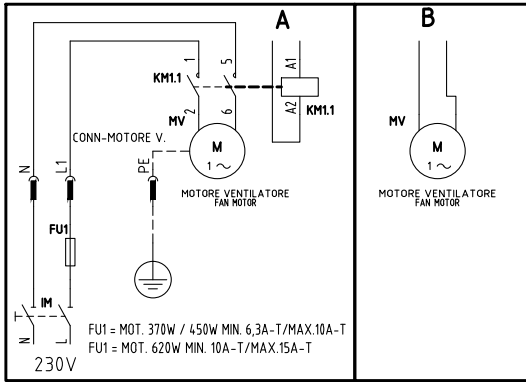 A
B
1
5
KM1.1
A1
A2
KM1.1
2
6
MV
CONN-MOTORE V.
M
1 ~
N
L1
PE
MOTORE VENTILATORE
FAN MOTOR
FU1
IM
N
L
230V
FU1 = MOT. 370W / 450W MIN. 6,3A-T/MAX.10A-T
FU1 = MOT. 620W MIN. 10A-T/MAX.15A-T
MV
M
1 ~
MOTORE VENTILATORE
FAN MOTOR